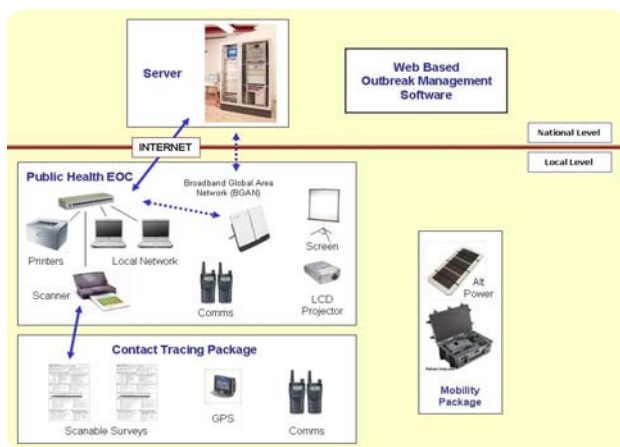 Server
Web Based
Outbreak Management
Software
INTERNET
National Level
Local Level
Public Health EOC
Broadband Global Area
Network (BGAN)
Printers
Local Network
Screen
Scanner
Comms
LCD
Projector
Alt
Power
Mobility
Package
Contact Tracing Package
Scanable Surveys
GPS
Comms